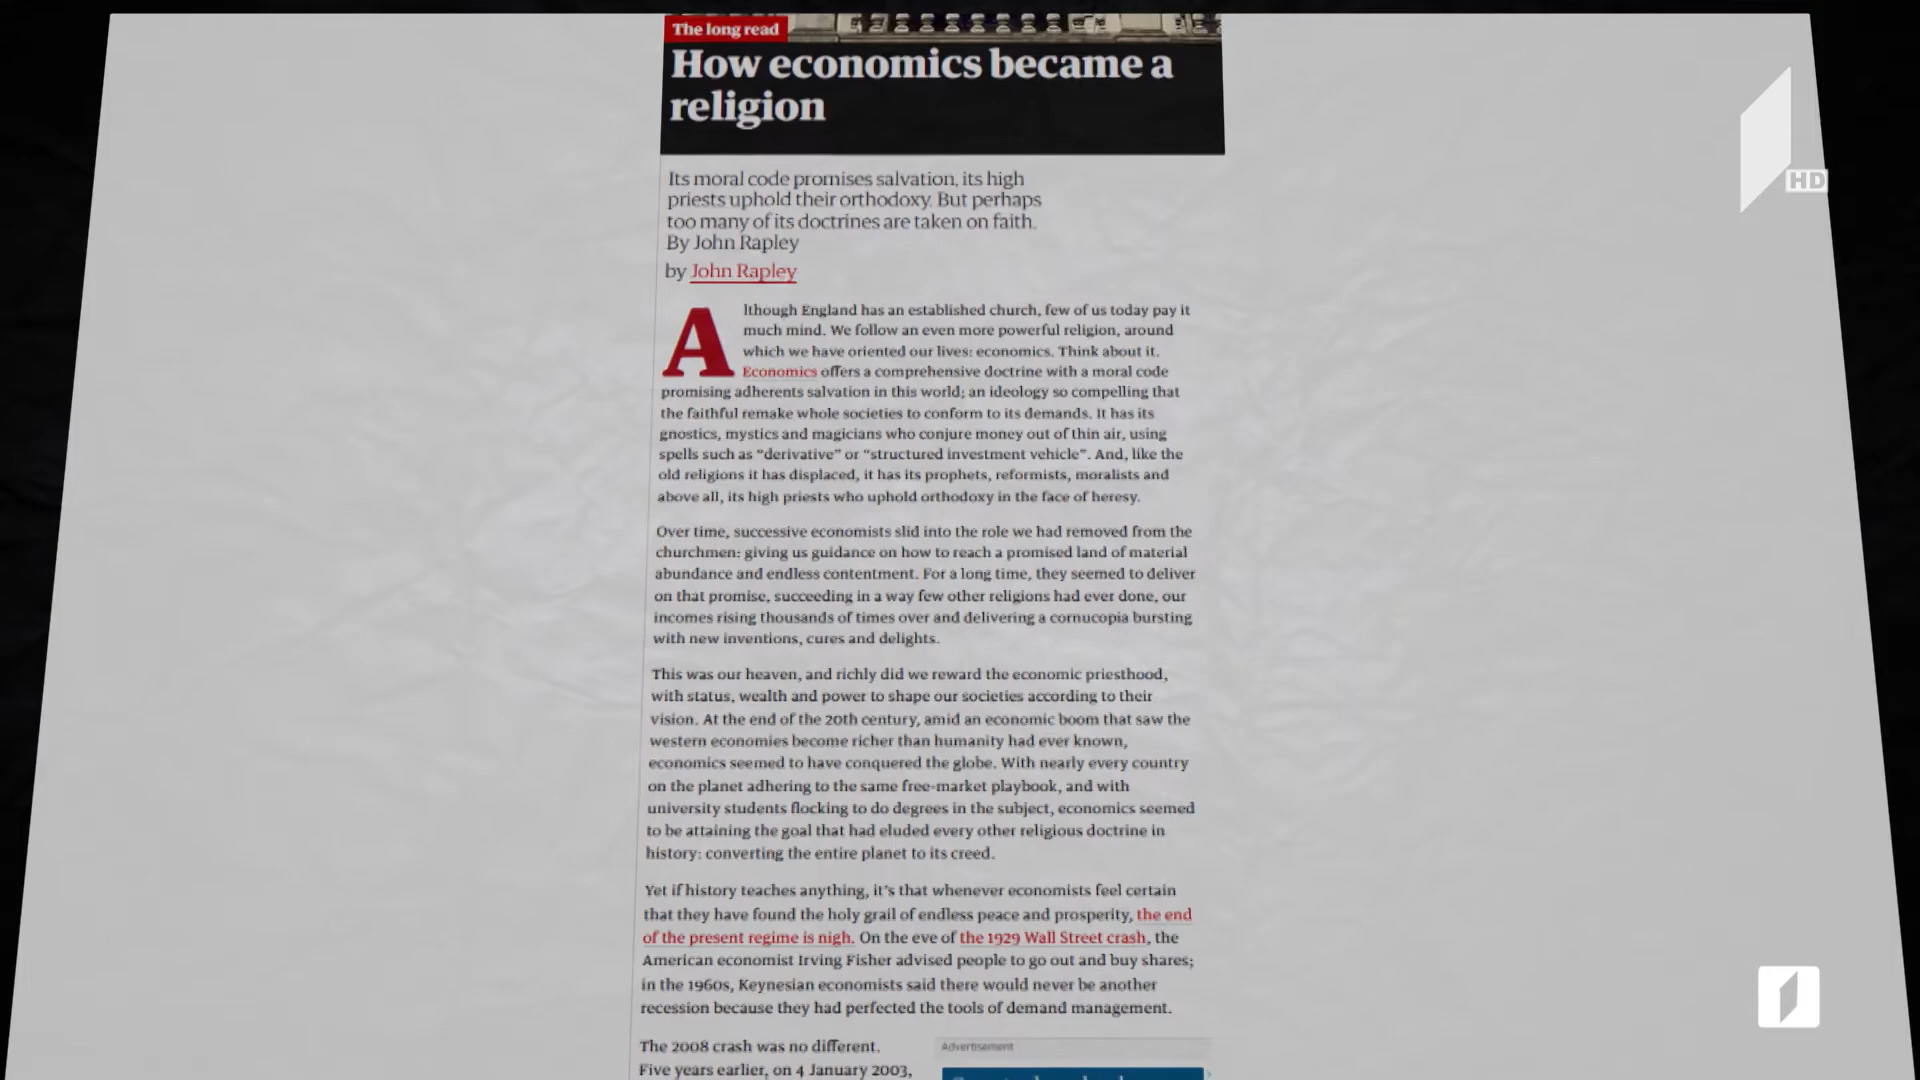 The long read
How economics became a
religion
HD
Its moral code promises salvation, its high
priests uphold their orthodoxy. But perhaps
too many of its doctrines are taken on faith.
By John Rapley
by John Rapley
Although England has an established church, few of us today pay it
much mind. We follow an even more powerful religion, around
which we have oriented our lives: economics. Think about it.
Economics offers a comprehensive doctrine with a moral code
promising adherents salvation in this world; an ideology so compelling that
the faithful remake whole societies to conform to its demands. It has its
gnostics, mystics and magicians who conjure money out of thin air, using
spells such as “derivative” or “structured investment vehicle”. And, like the
old religions it has displaced, it has its prophets, reformists, moralists and
above all, its high priests who uphold orthodoxy in the face of heresy.
Over time, successive economists slid into the role we had removed from the
churchmen: giving us guidance on how to reach a promised land of material
abundance and endless contentment. For a long time, they seemed to deliver
on that promise, succeeding in a way few other religions had ever done, our
incomes rising thousands of times over and delivering a cornucopia bursting
with new inventions, cures and delights.
This was our heaven, and richly did we reward the economic priesthood,
with status, wealth and power to shape our societies according to their
vision. At the end of the 20th century, amid an economic boom that saw the
western economies become richer than humanity had ever known,
economics seemed to have conquered the globe. With nearly every country
on the planet adhering to the same free-market playbook, and with
university students flocking to do degrees in the subject, economics seemed
to be attaining the goal that had eluded every other religious doctrine in
history: converting the entire planet to its creed.
Yet if history teaches anything, it’s that whenever economists feel certain
that they have found the holy grail of endless peace and prosperity, the end
of the present regime is nigh. On the eve of the 1929 Wall Street crash, the
American economist Irving Fisher advised people to go out and buy shares;
in the 1960s, Keynesian economists said there would never be another
recession because they had perfected the tools of demand management.
The 2008 crash was no different.
Five years earlier, on 4 January 2003,
Advertisement